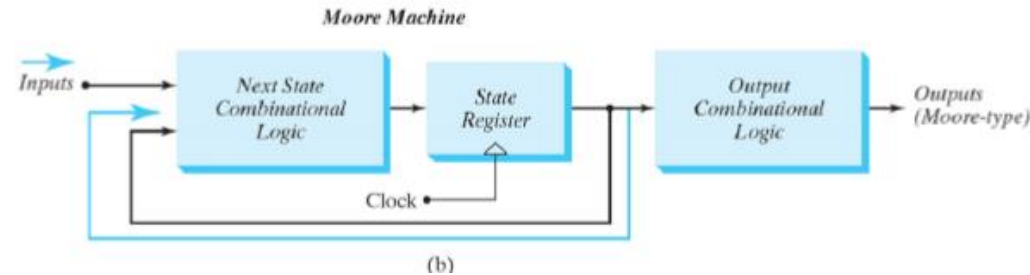 Moore Machine
Inputs
Next State
Combinational
Logic
State
Register
Output
Combinational
Logic
Outputs
(Moore-type)
Clock
(b)